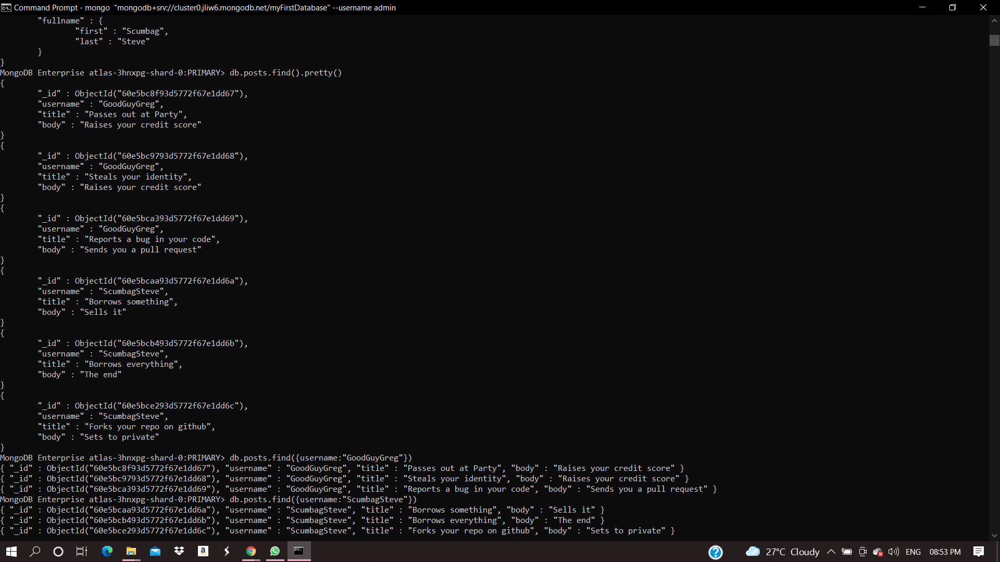 Command Prompt - mongo  "mongodb+srv://cluster0.jliw6.mongodb.net/myFirstDatabase" --username admin
        "fullname" : {
                "first" : "Scumbag",
                "last" : "Steve"
        }
}
MongoDB Enterprise atlas-3hnxpg-shard-0:PRIMARY> db.posts.find().pretty()
{
        "_id" : ObjectId("60e5bc8f93d5772f67e1dd67"),
        "username" : "GoodGuyGreg",
        "title" : "Passes out at Party",
        "body" : "Raises your credit score"
}
{
        "_id" : ObjectId("60e5bc9793d5772f67e1dd68"),
        "username" : "GoodGuyGreg",
        "title" : "Steals your identity",
        "body" : "Raises your credit score"
}
{
        "_id" : ObjectId("60e5bca393d5772f67e1dd69"),
        "username" : "GoodGuyGreg",
        "title" : "Reports a bug in your code",
        "body" : "Sends you a pull request"
}
{
        "_id" : ObjectId("60e5bcaa93d5772f67e1dd6a"),
        "username" : "ScumbagSteve",
        "title" : "Borrows something",
        "body" : "Sells it"
}
{
        "_id" : ObjectId("60e5bcb493d5772f67e1dd6b"),
        "username" : "ScumbagSteve",
        "title" : "Borrows everything",
        "body" : "The end"
}
{
        "_id" : ObjectId("60e5bce293d5772f67e1dd6c"),
        "username" : "ScumbagSteve",
        "title" : "Forks your repo on github",
        "body" : "Sets to private"
}
MongoDB Enterprise atlas-3hnxpg-shard-0:PRIMARY> db.posts.find({username:"GoodGuyGreg"})
{ "_id" : ObjectId("60e5bc8f93d5772f67e1dd67"), "username" : "GoodGuyGreg", "title" : "Passes out at Party", "body" : "Raises your credit score" }
{ "_id" : ObjectId("60e5bc9793d5772f67e1dd68"), "username" : "GoodGuyGreg", "title" : "Steals your identity", "body" : "Raises your credit score" }
{ "_id" : ObjectId("60e5bca393d5772f67e1dd69"), "username" : "GoodGuyGreg", "title" : "Reports a bug in your code", "body" : "Sends you a pull request" }
MongoDB Enterprise atlas-3hnxpg-shard-0:PRIMARY> db.posts.find({username:"ScumbagSteve"})
{ "_id" : ObjectId("60e5bcaa93d5772f67e1dd6a"), "username" : "ScumbagSteve", "title" : "Borrows something", "body" : "Sells it" }
{ "_id" : ObjectId("60e5bcb493d5772f67e1dd6b"), "username" : "ScumbagSteve", "title" : "Borrows everything", "body" : "The end" }
{ "_id" : ObjectId("60e5bce293d5772f67e1dd6c"), "username" : "ScumbagSteve", "title" : "Forks your repo on github", "body" : "Sets to private" }
27°C Cloudy ENG 08:53 PM